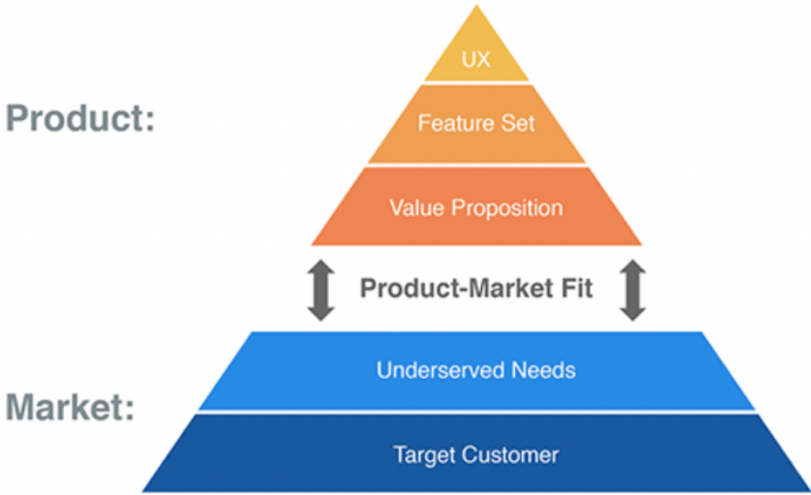 UX
Product:
Feature Set
Value Proposition
Product-Market Fit
Underserved Needs
Market:
Target Customer